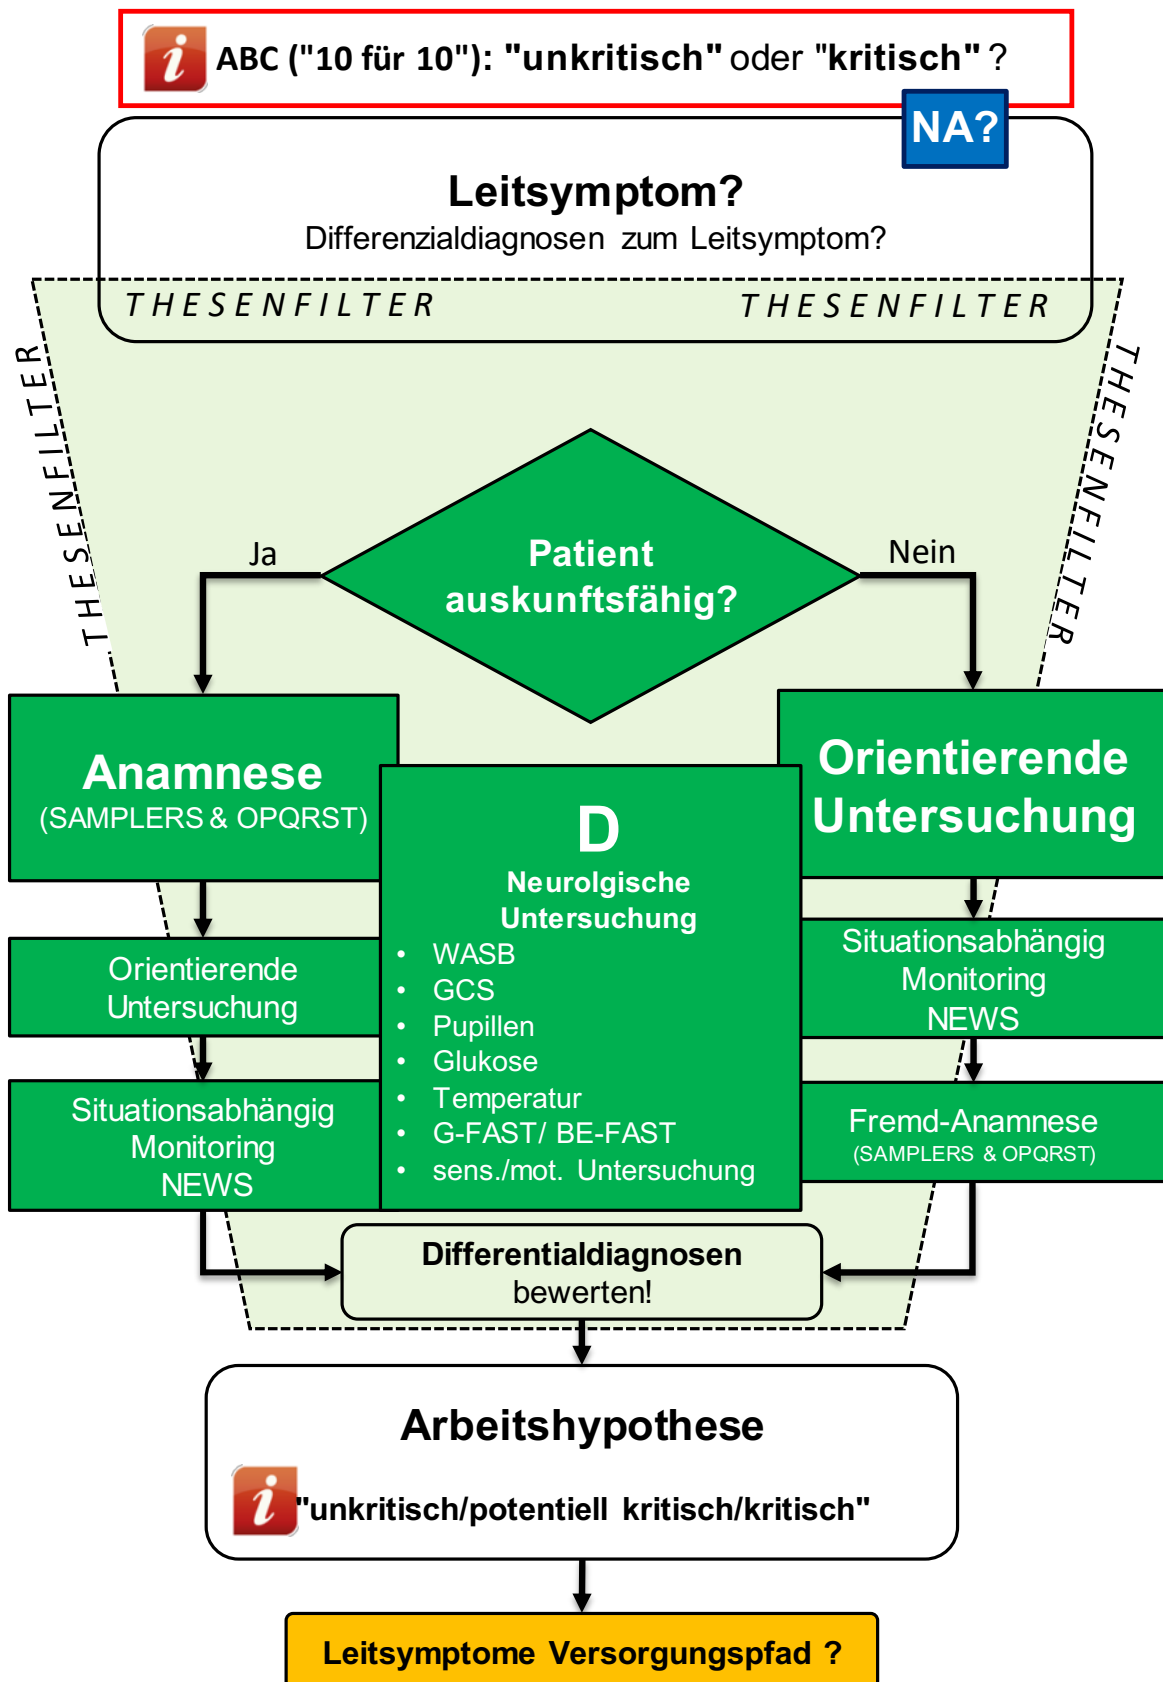 i ABC ("10 für 10"): "unkritisch" oder "kritisch" ?
NA?
Leitsymptom?
Differenzialdiagnosen zum Leitsymptom?
THESENFILTER
THESENFILTER
THESENFILTER
THESENFILTER
Patient
auskunftsfähig?
Ja
Nein
Anamnese
(SAMPLERS & OPQRST)
Orientierende
Untersuchung
Situationsabhängig
Monitoring
NEWS
D
Neurolgische
Untersuchung
• WASB
• GCS
• Pupillen
• Glukose
• Temperatur
• G-FAST/ BE-FAST
• sens./mot. Untersuchung
Orientierende
Untersuchung
Situationsabhängig
Monitoring
NEWS
Fremd-Anamnese
(SAMPLERS & OPQRST)
Differentialdiagnosen
bewerten!
Arbeitshypothese
i "unkritisch/potentiell kritisch/kritisch"
Leitsymptome Versorgungspfad ?